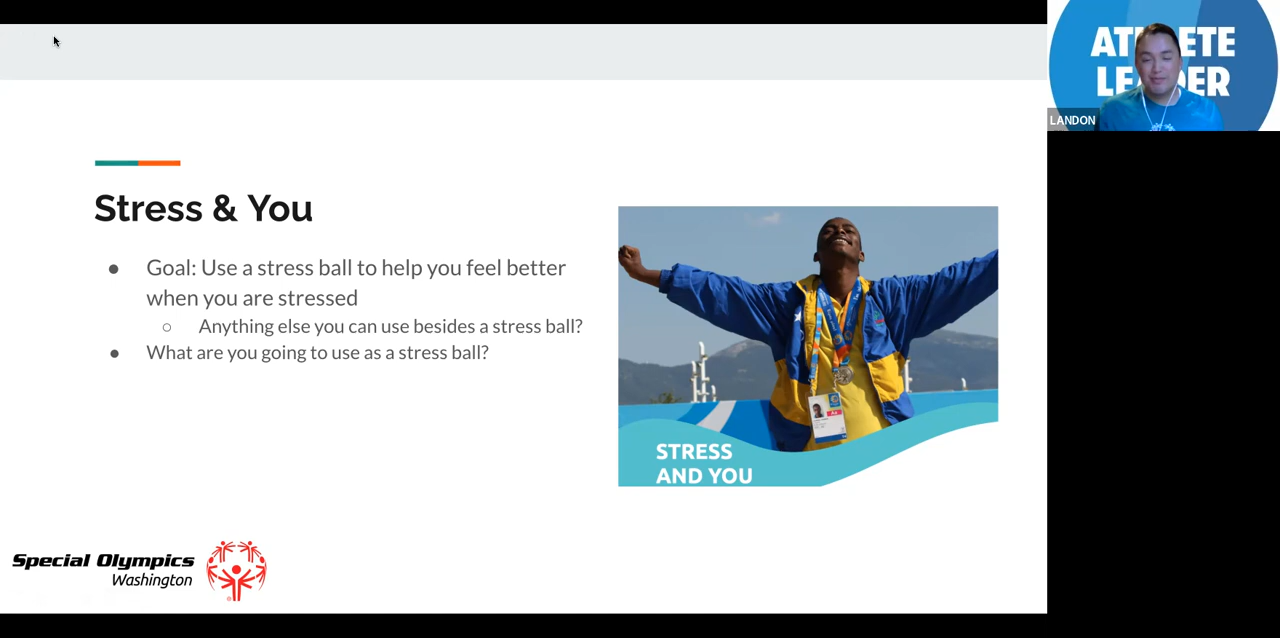 ATHLETE
LEADER
LANDON
Stress & You
● Goal: Use a stress ball to help you feel better
when you are stressed
○ Anything else you can use besides a stress ball?
● What are you going to use as a stress ball?
STRESS
AND YOU
Special Olympics
Washington